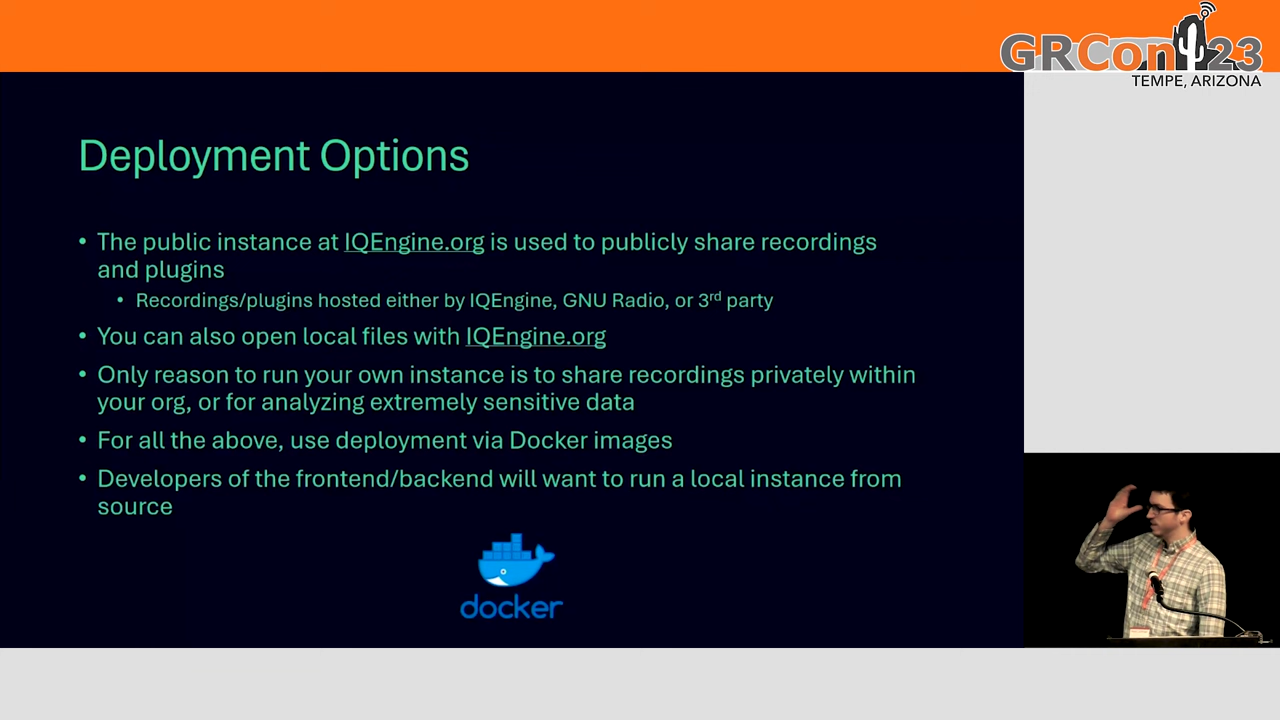 GRCon 23
TEMPE, ARIZONA
Deployment Options
• The public instance at IQEngine.org is used to publicly share recordings
and plugins
• Recordings/plugins hosted either by IQEngine, GNU Radio, or 3rd party
• You can also open local files with IQEngine.org
• Only reason to run your own instance is to share recordings privately within
your org, or for analyzing extremely sensitive data
• For all the above, use deployment via Docker images
• Developers of the frontend/backend will want to run a local instance from
source
docker